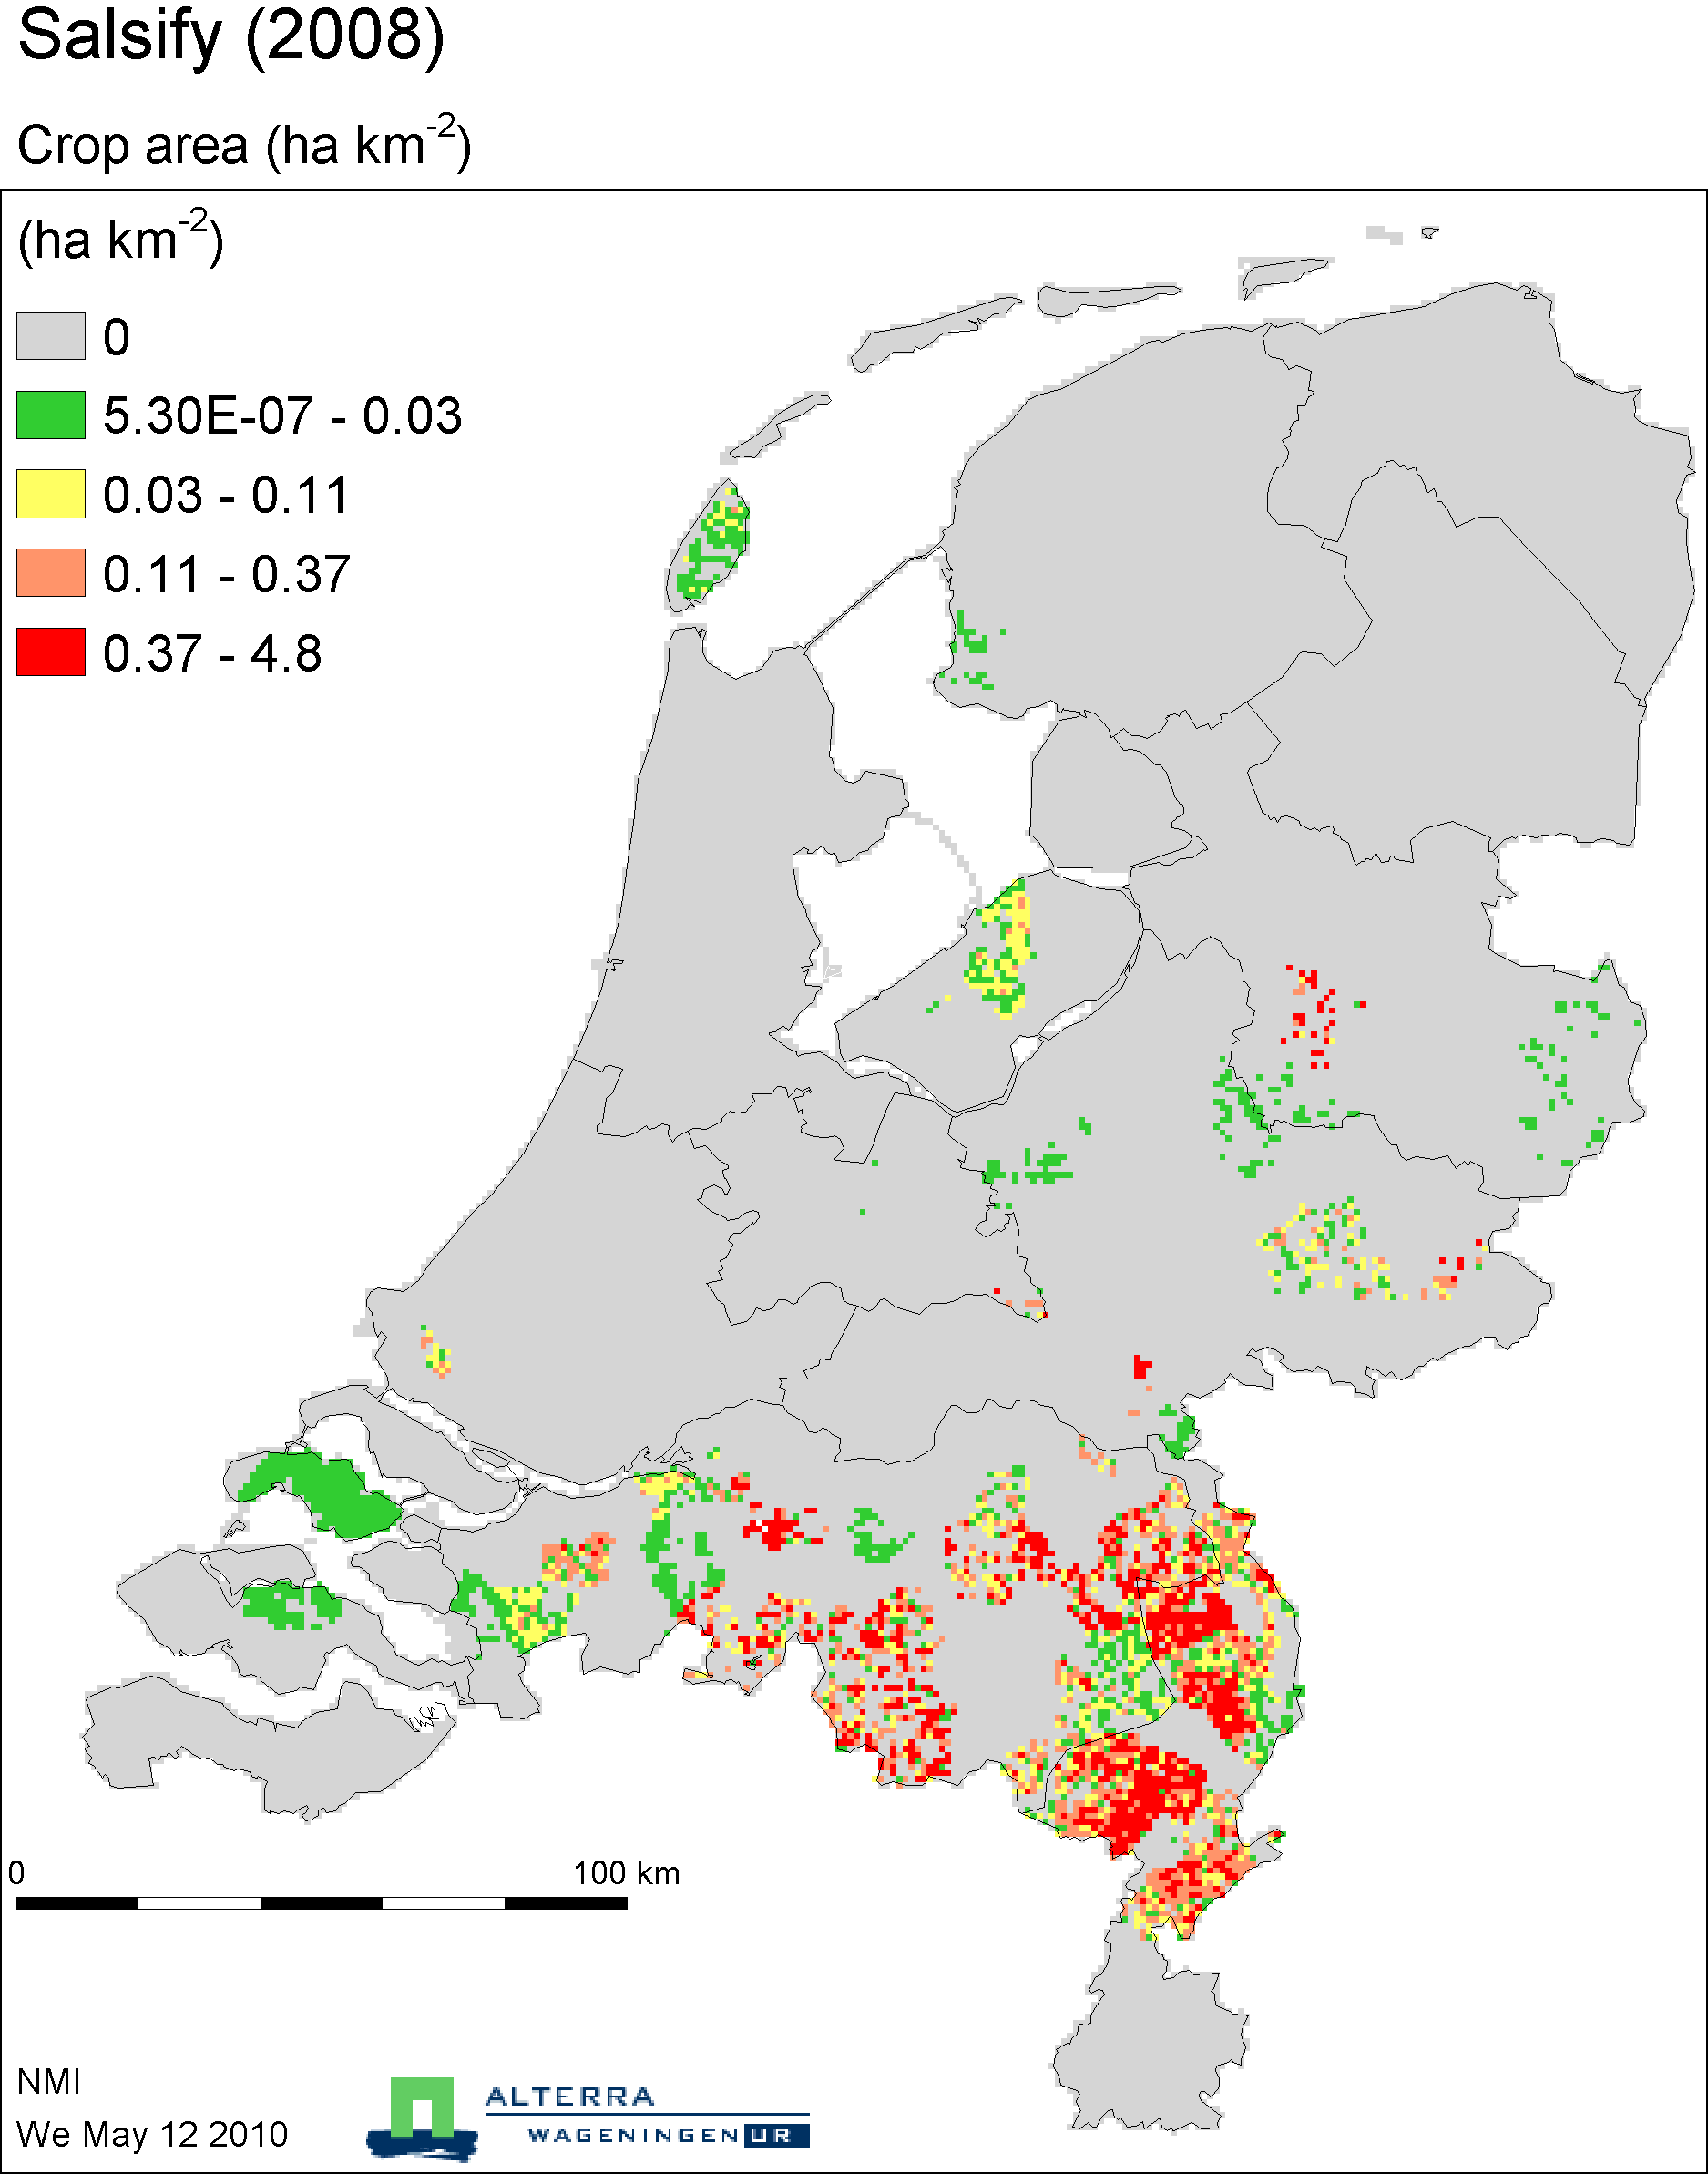 Salsify (2008)
Crop area (ha km-2)
(ha km-2)
0
5.30E-07 - 0.03
0.03 - 0.11
0.11 - 0.37
0.37 - 4.8
0 100 km
NMI
We May 12 2010
ALTERRA
WAGENINGEN UR